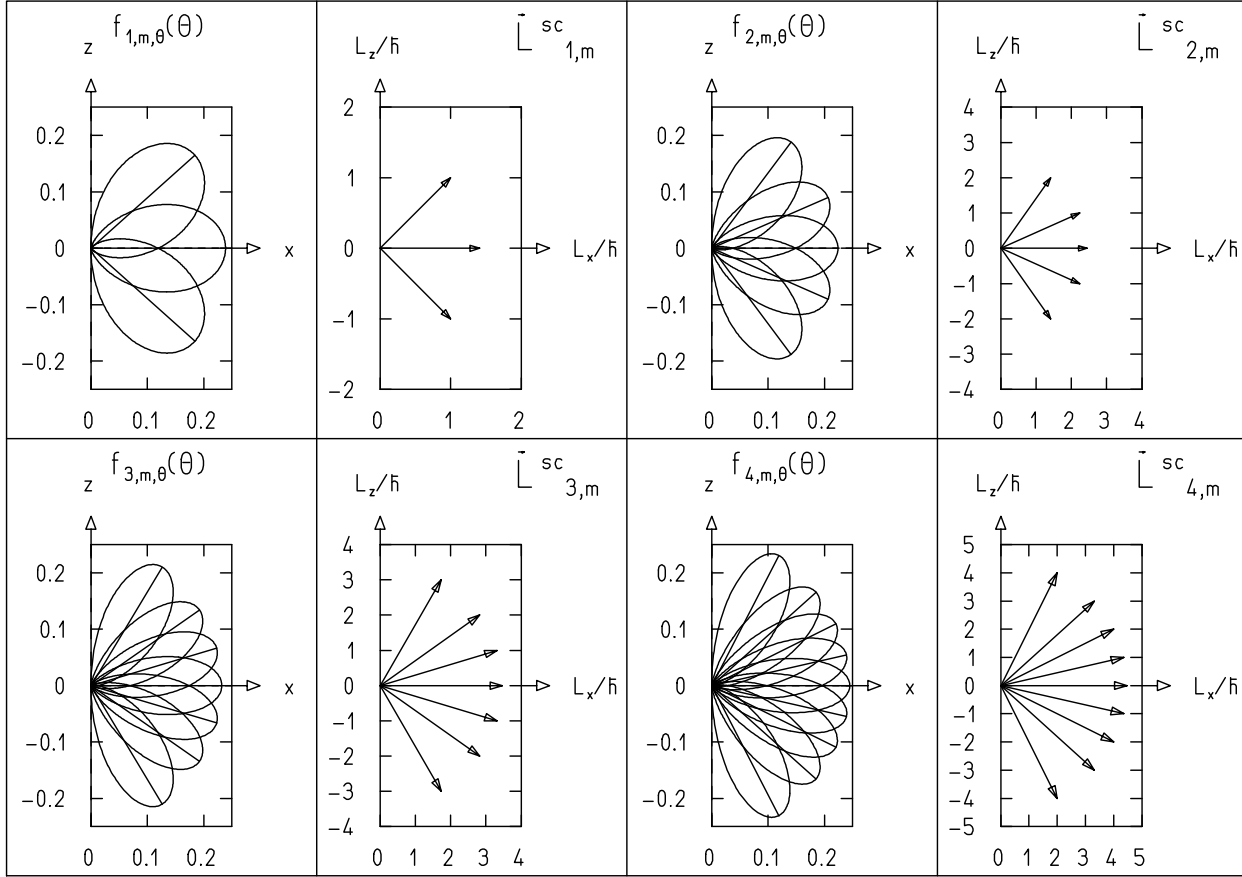 f1,m,θ(θ)
z
0.2
0.1
0
−0.1
−0.2
0 0.1 0.2
x
Lz/ħ
L⃗ sc 1,m
2
1
0
−1
−2
0 1 2
Lx/ħ
f2,m,θ(θ)
z
0.2
0.1
0
−0.1
−0.2
0 0.1 0.2
x
Lz/ħ
L⃗ sc 2,m
4
3
2
1
0
−1
−2
−3
−4
0 1 2 3 4
Lx/ħ
f3,m,θ(θ)
z
0.2
0.1
0
−0.1
−0.2
0 0.1 0.2
x
Lz/ħ
L⃗ sc 3,m
4
3
2
1
0
−1
−2
−3
−4
0 1 2 3 4
Lx/ħ
f4,m,θ(θ)
z
0.2
0.1
0
−0.1
−0.2
0 0.1 0.2
x
Lz/ħ
L⃗ sc 4,m
5
4
3
2
1
0
−1
−2
−3
−4
−5
0 1 2 3 4 5
Lx/ħ